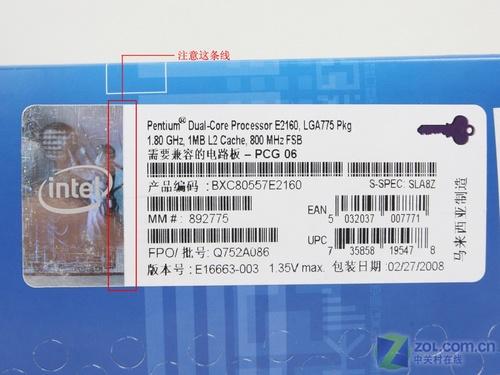 注意这条线
Pentium® Dual-Core Processor E2160, LGA775 Pkg
1.80 GHz, 1MB L2 Cache, 800 MHz FSB
需要兼容的电路板 – PCG 06
产品编码 : BXC80557E2160
S-SPEC: SLA8Z
MM # : 892775
EAN
5 032037 007771
FPO/ 批号: Q752A086
UPC
7 35858 19547 8
版本号 : E16663-003 1.35V max. 包装日期 :02/27/2008
马来西亚制造
intel
zol.com.cn
中关村在线